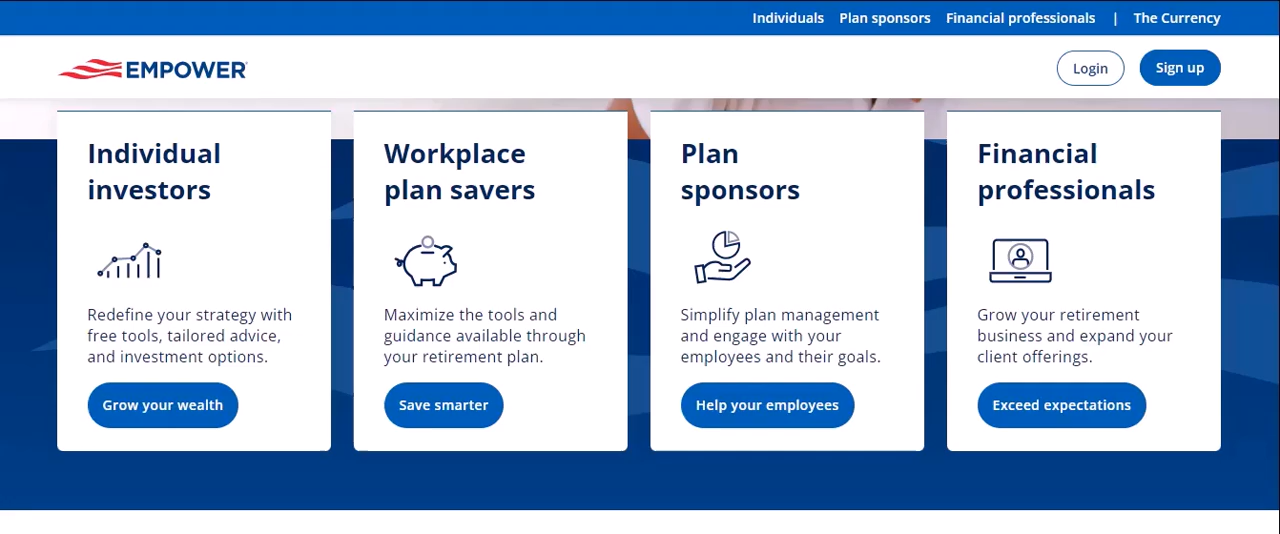 Individuals Plan sponsors Financial professionals | The Currency
EMPOWER
Login
Sign up
Individual
investors
Redefine your strategy with
free tools, tailored advice,
and investment options.
Grow your wealth
Workplace
plan savers
Maximize the tools and
guidance available through
your retirement plan.
Save smarter
Plan
sponsors
Simplify plan management
and engage with your
employees and their goals.
Help your employees
Financial
professionals
Grow your retirement
business and expand your
client offerings.
Exceed expectations